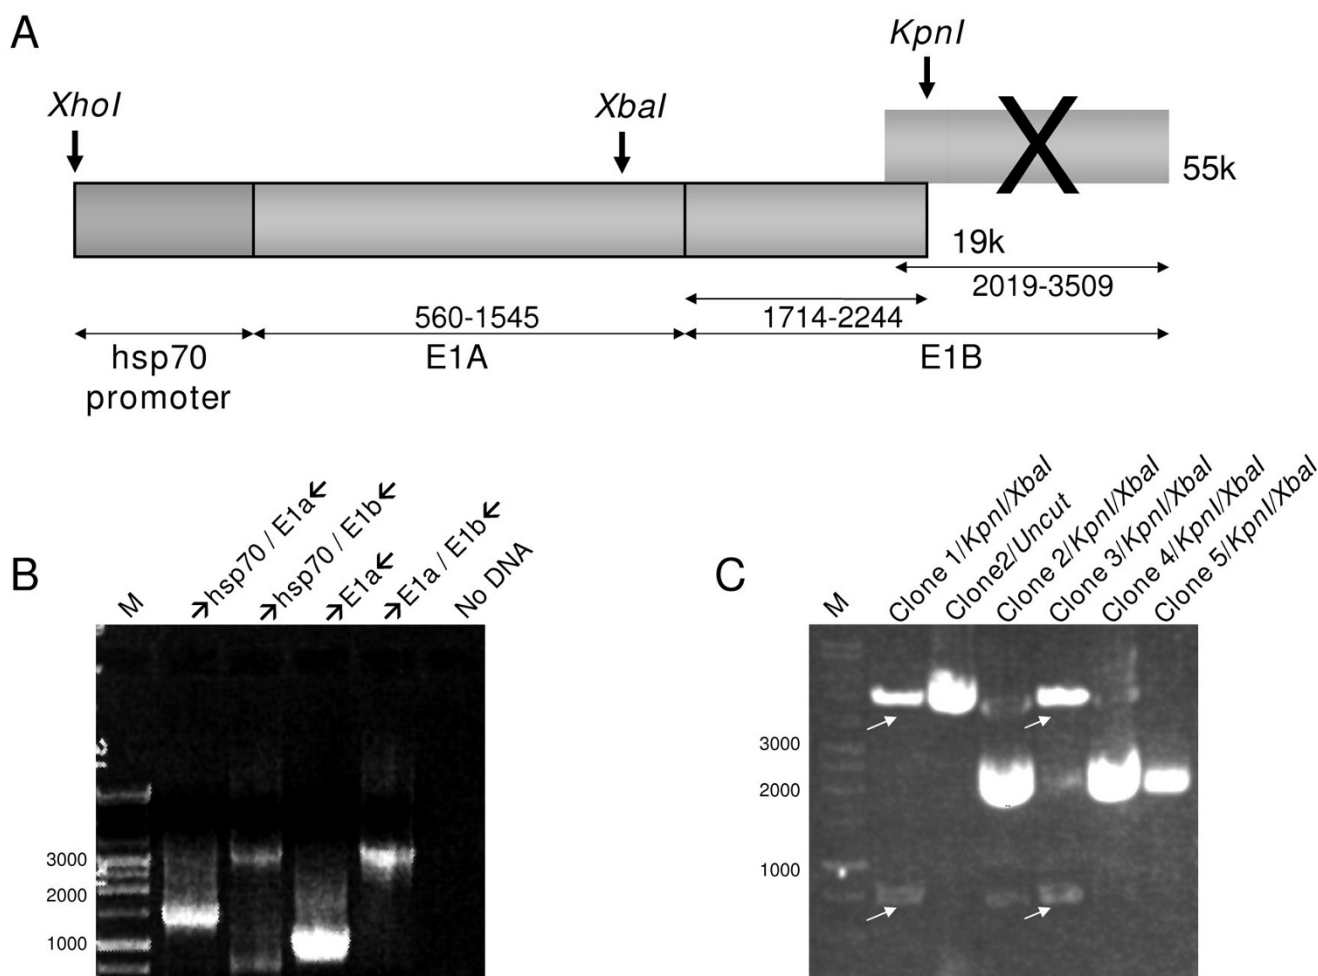 A
XhoI
XbaI
KpnI
55k
19k
2019-3509
560-1545
1714-2244
hsp70
promoter
E1A
E1B
B
M
→hsp70 / E1a←
→hsp70 / E1b←
→E1a←
→E1a / E1b←
No DNA
3000
2000
1000
C
M
Clone 1/KpnI/XbaI
Clone2/Uncut
Clone 2/KpnI/XbaI
Clone 3/KpnI/XbaI
Clone 4/KpnI/XbaI
Clone 5/KpnI/XbaI
3000
2000
1000